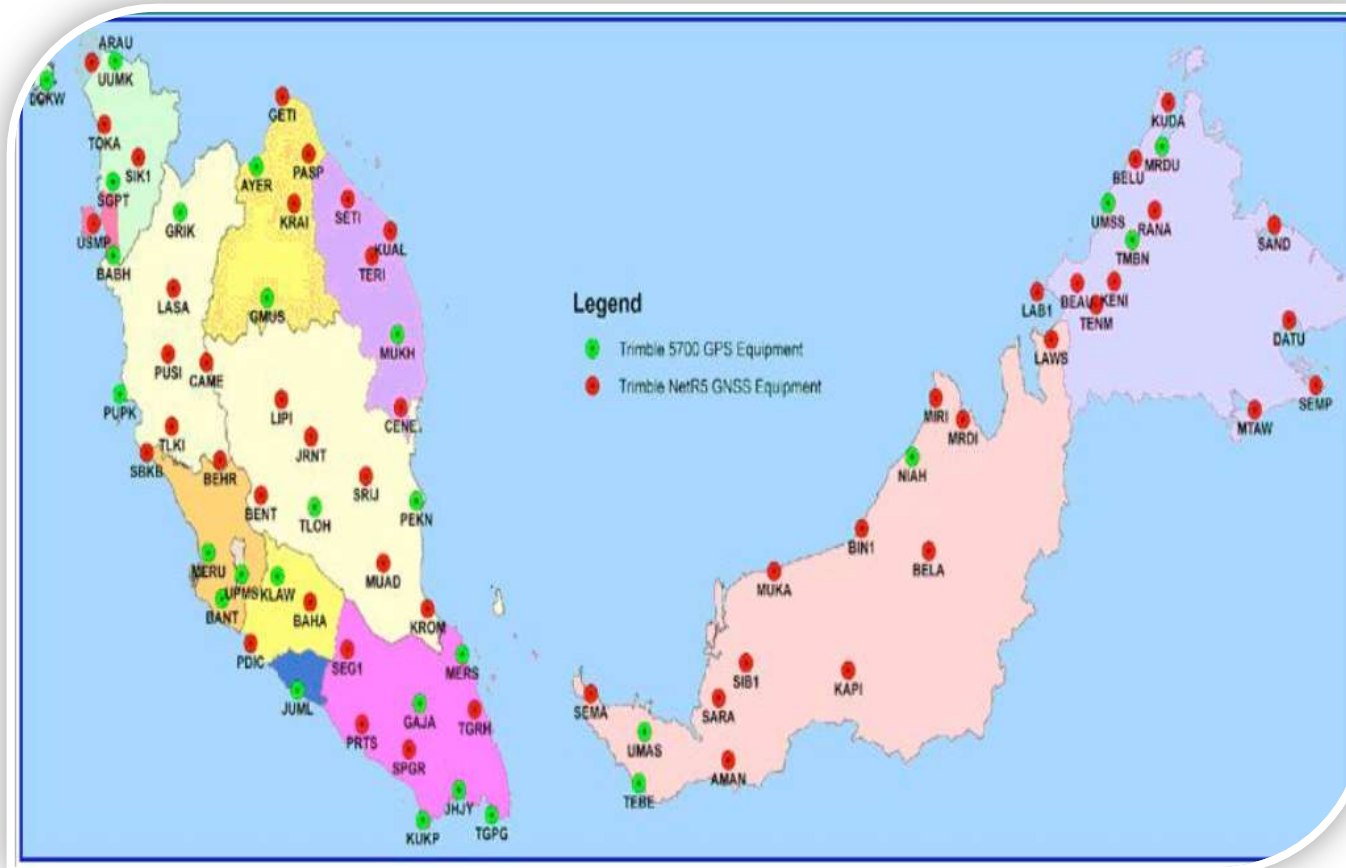 ARAU
UUMK
LGKW
TOKA
SIK1
SGPT
USMP
BABH
GRIK
LASA
PUSI
CAME
PUPK
TLKI
SBKB
BEHR
GETI
AYER
PASP
KRAI
GMUS
SETI
KUAL
TERI
MUKH
CENE
LIPI
JRNT
SRIJ
BENT
TLOH
PEKN
MUAD
KROM
MERU
UPMS
KLAW
BANT
BAHA
PDIC
SEG1
JUML
MERS
GAJA
TGRH
PRTS
SPGR
JHJY
KUKP
TGPG
Legend
Trimble 5700 GPS Equipment
Trimble NetR5 GNSS Equipment
KUDA
MRDU
BELU
UMSS
RANA
TMBN
SAND
LAB1
BEAU
KENI
TENM
DATU
LAWS
SEMP
MTAW
MIRI
MRDI
NIAH
BIN1
BELA
MUKA
SIB1
KAPI
SEMA
SARA
UMAS
AMAN
TEBE